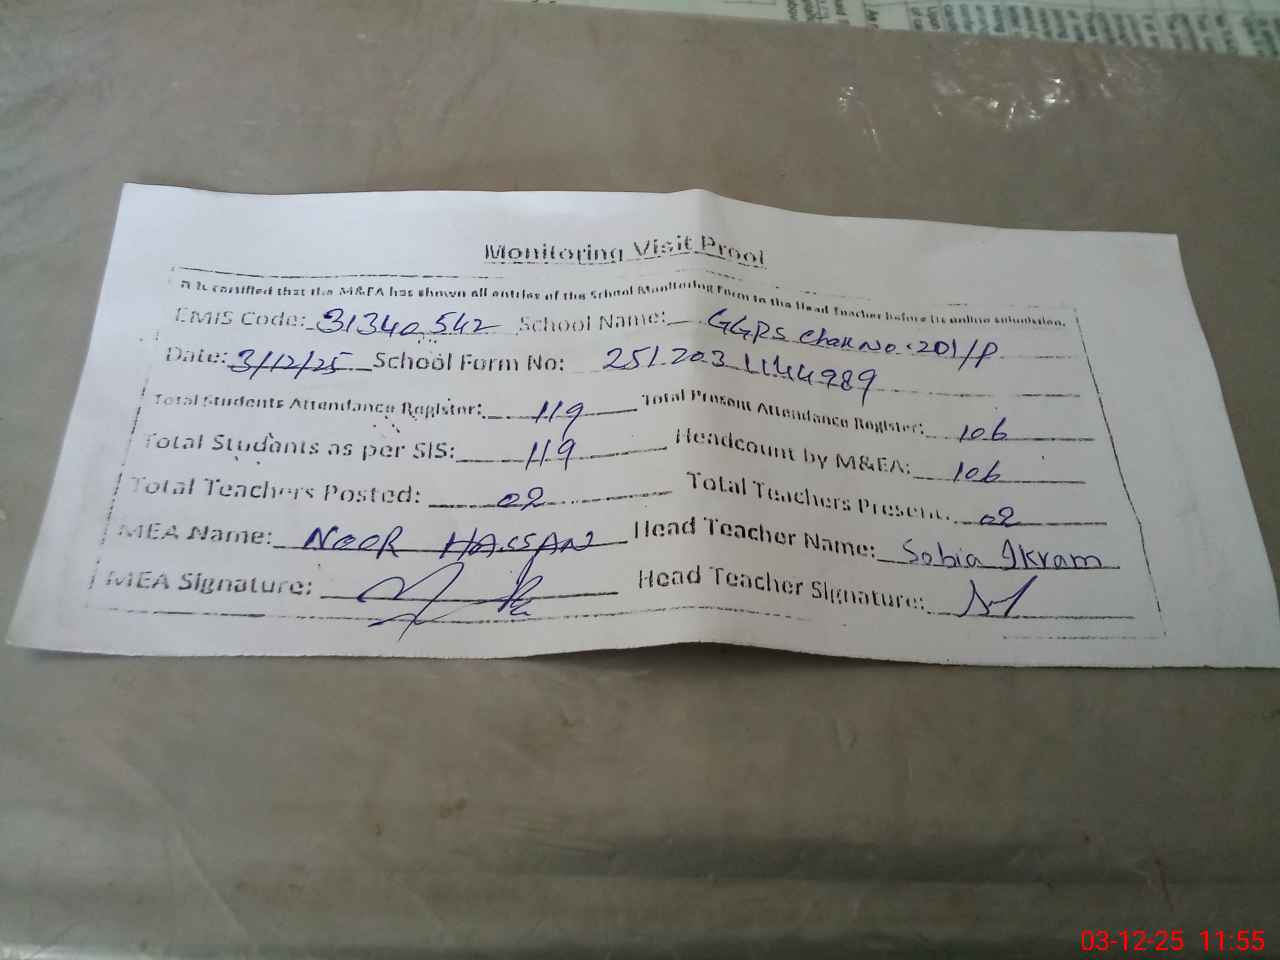 Monitoring Visit Proof
It is certified that the M&EA has shown all entries of the School Monitoring Form to the Head Teacher before its online submission.
EMIS Code: 31340542 School Name: GGPS Chak No. 201/P
Date: 3/12/25 School Form No: 251203 1144989
Total Students Attendance Register: 119 Total Present Attendance Register: 106
Total Students as per SIS: 119 Headcount by M&EA: 106
Total Teachers Posted: 02 Total Teachers Present: 02
MEA Name: NOOR HASSAN Head Teacher Name: Sobia Ikram
MEA Signature: Head Teacher Signature:
03-12-25 11:55